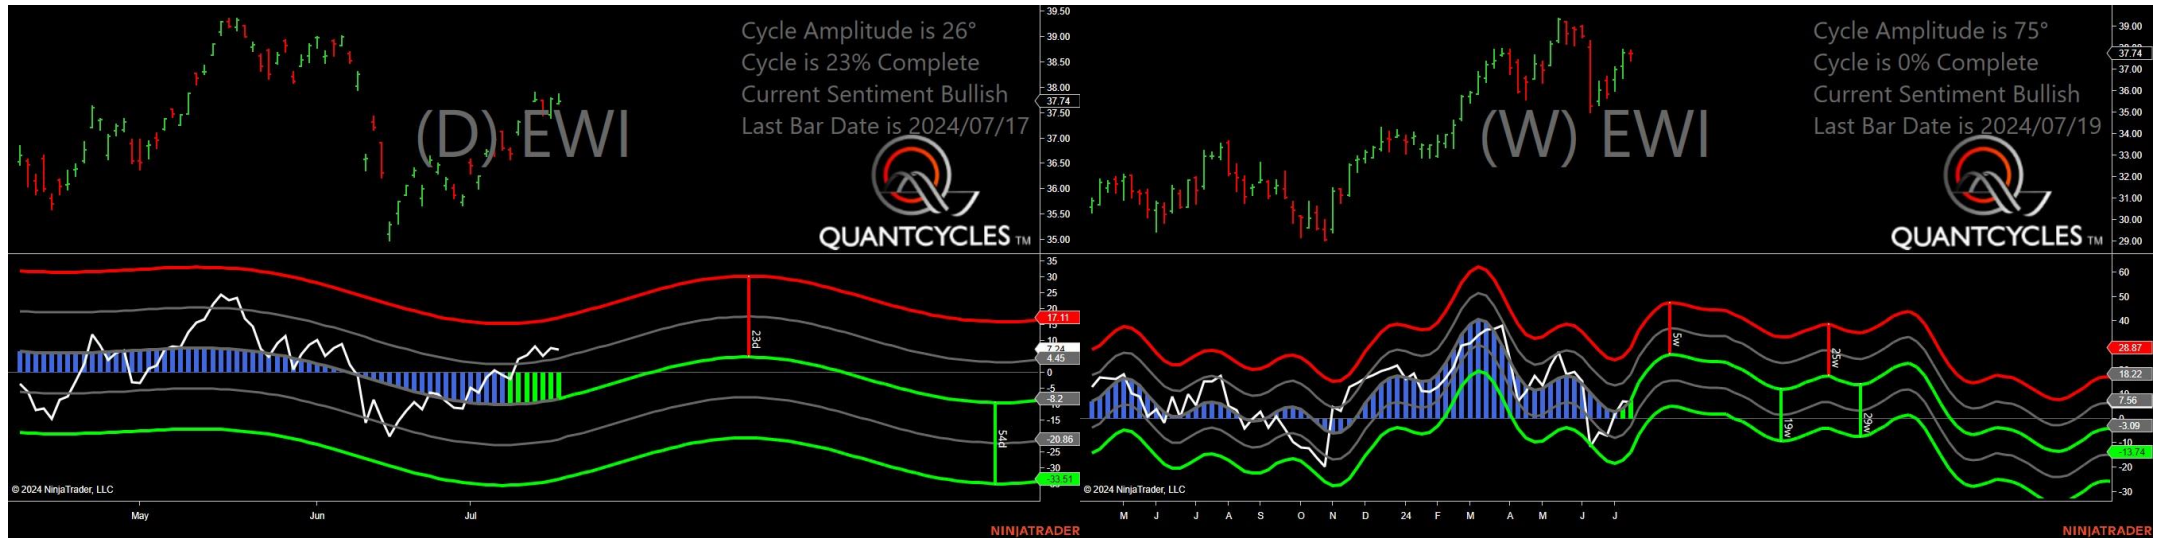 Cycle Amplitude is 26°
Cycle is 23% Complete
Current Sentiment Bullish
Last Bar Date is 2024/07/17
(D) EWI
QUANTCYCLES TM
39.50
39.00
38.50
38.00
37.74
37.50
37.00
36.50
36.00
35.50
35.00
35
30
25
20
17.11
15
10
7.24
4.45
0
-5
-8.2
-10
-15
-20.86
-25
-30
-33.51
23d
54d
© 2024 NinjaTrader, LLC
May
Jun
Jul
NINJATRADER
Cycle Amplitude is 75°
Cycle is 0% Complete
Current Sentiment Bullish
Last Bar Date is 2024/07/19
(W) EWI
QUANTCYCLES TM
39.00
37.74
37.00
36.00
35.00
34.00
33.00
32.00
31.00
30.00
29.00
60
50
40
28.87
18.22
10
7.56
0
-3.09
-10
-13.74
-20
-30
5w
25w
19w
29w
© 2024 NinjaTrader, LLC
M
J
J
A
S
O
N
D
24
F
M
A
M
J
J
NINJATRADER